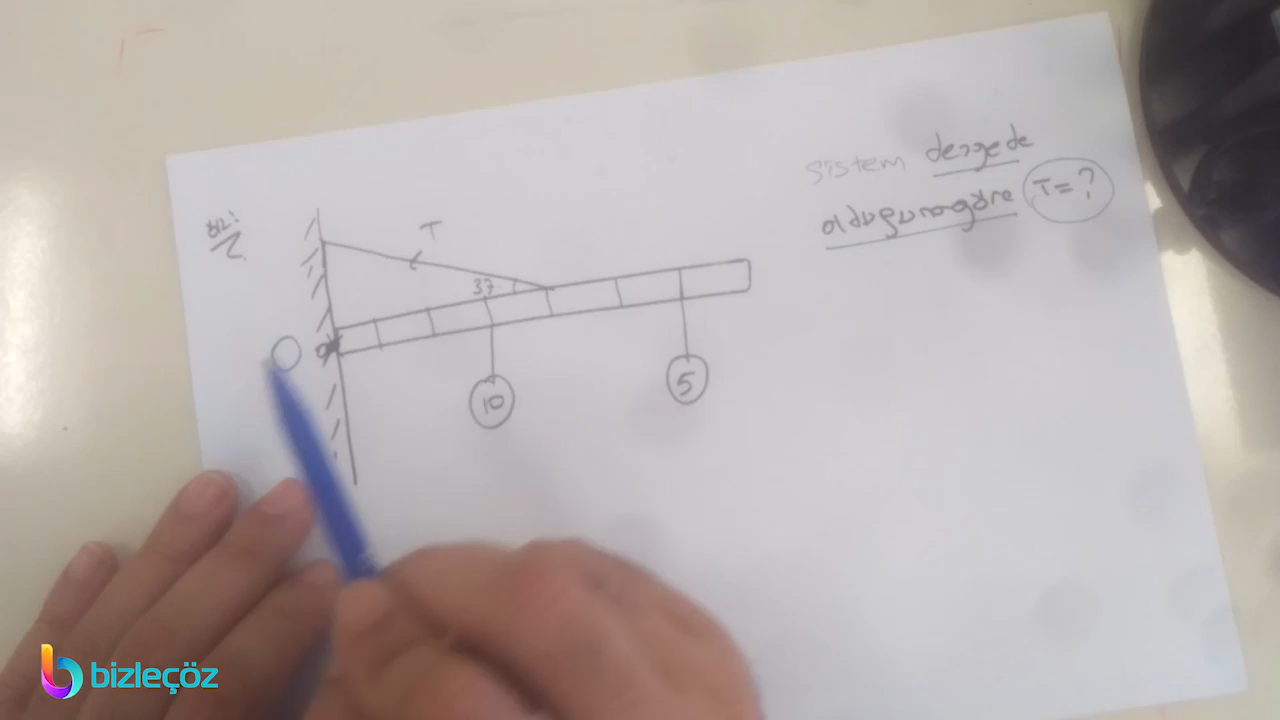 sistem dengede
olduğuna göre T = ?
T
37°
O
10
5
bizleçöz